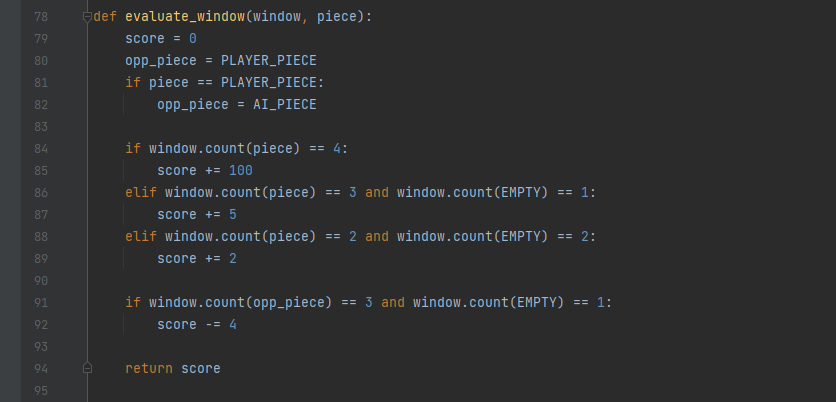 78 def evaluate_window(window, piece):
79     score = 0
80     opp_piece = PLAYER_PIECE
81     if piece == PLAYER_PIECE:
82         opp_piece = AI_PIECE
83
84     if window.count(piece) == 4:
85         score += 100
86     elif window.count(piece) == 3 and window.count(EMPTY) == 1:
87         score += 5
88     elif window.count(piece) == 2 and window.count(EMPTY) == 2:
89         score += 2
90
91     if window.count(opp_piece) == 3 and window.count(EMPTY) == 1:
92         score -= 4
93
94     return score
95